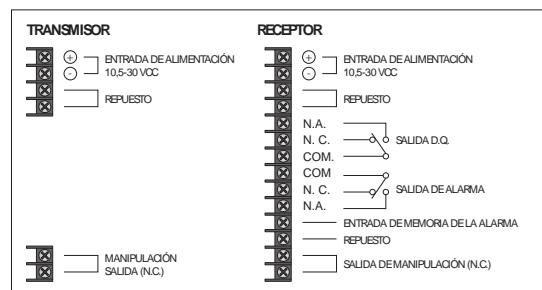 TRANSMISOR
+ ENTRADA DE ALIMENTACIÓN
- 10,5-30 VCC
REPUESTO
MANIPULACIÓN
SALIDA (N.C.)
RECEPTOR
+ ENTRADA DE ALIMENTACIÓN
- 10,5-30 VCC
REPUESTO
N.A.
N. C. SALIDA D.Q.
COM.
COM
N. C. SALIDA DE ALARMA
N.A.
ENTRADA DE MEMORIA DE LA ALARMA
REPUESTO
SALIDA DE MANIPULACIÓN (N.C.)